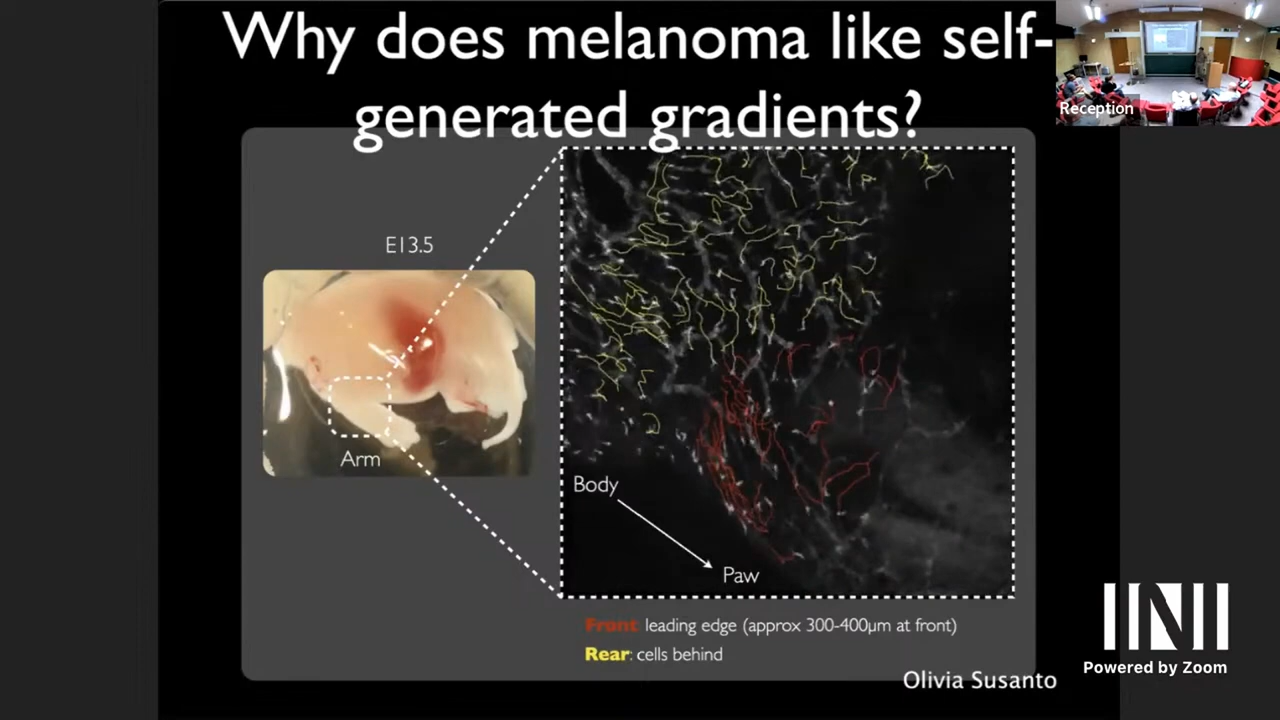 Why does melanoma like self-
generated gradients?
Reception
E13.5
Arm
Body
Paw
Front: leading edge (approx 300-400µm at front)
Rear: cells behind
Olivia Susanto
INI
Powered by Zoom